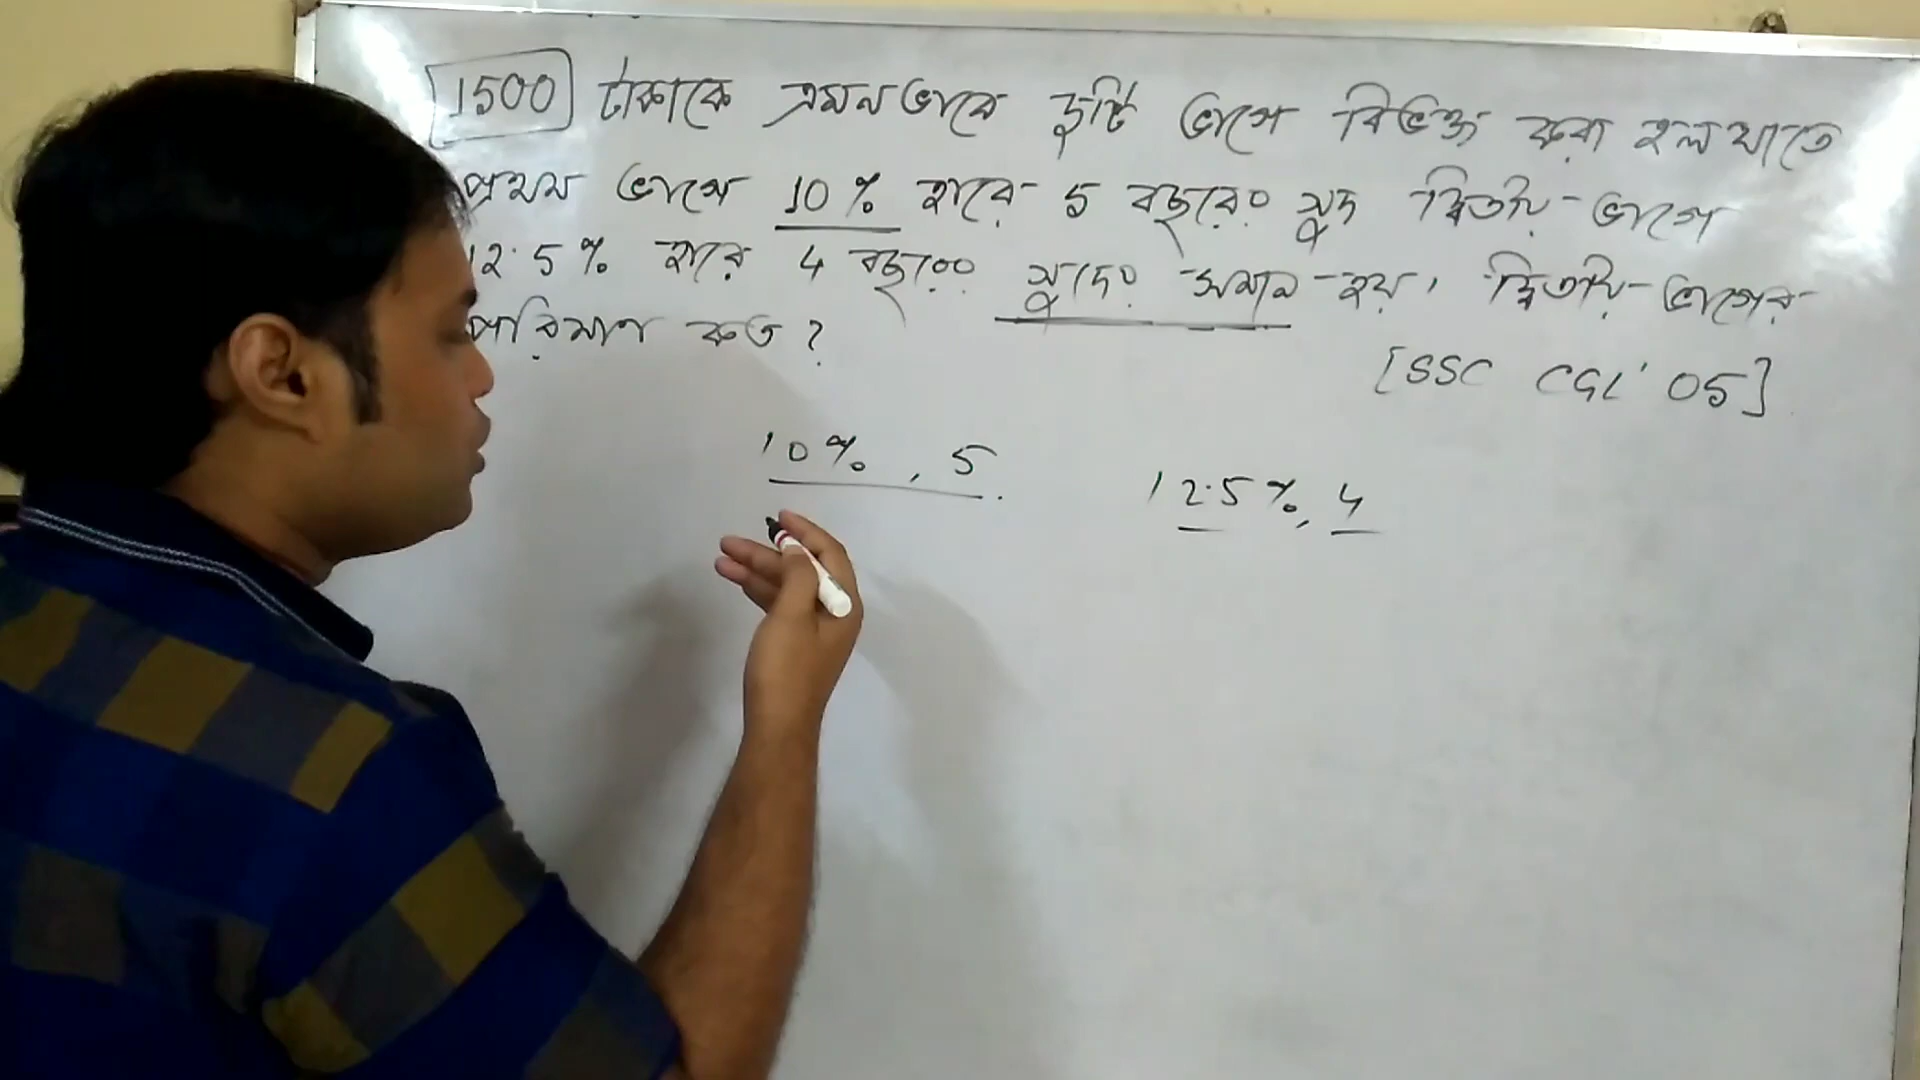 1500 টাকাকে এমনভাবে দুটি ভাগে বিভক্ত করা হল যাতে
প্রথম ভাগে 10% হারে 5 বছরের সুদ দ্বিতীয় ভাগে
12.5% হারে 4 বছরের সুদের সমান হয়, দ্বিতীয় ভাগের
পরিমাণ কত ?
[SSC CGL' 05]
10%, 5
12.5%, 4